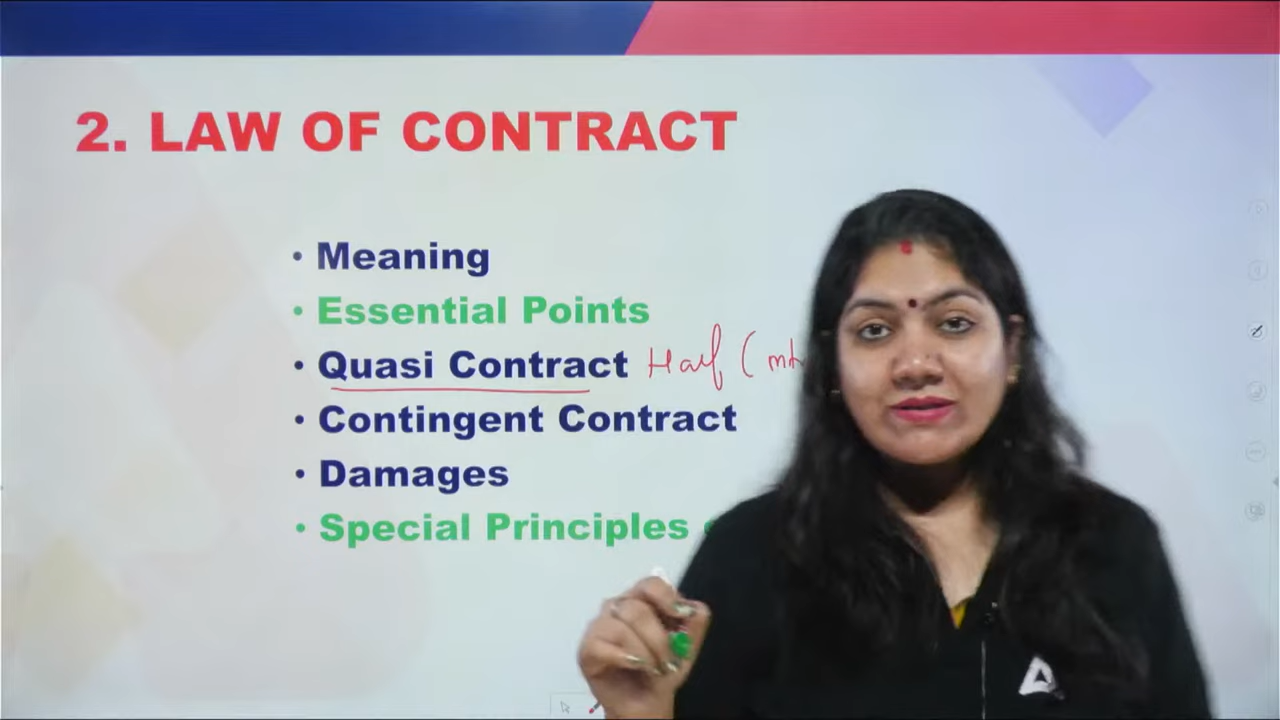 2. LAW OF CONTRACT
• Meaning
• Essential Points
• Quasi Contract Half
• Contingent Contract
• Damages
• Special Principles